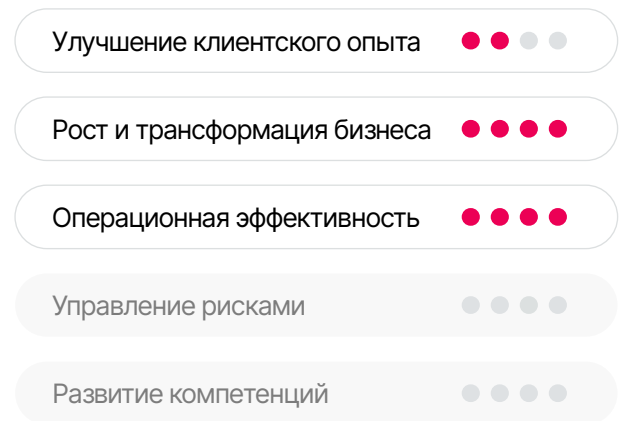 Улучшение клиентского опыта
Рост и трансформация бизнеса
Операционная эффективность
Управление рисками
Развитие компетенций